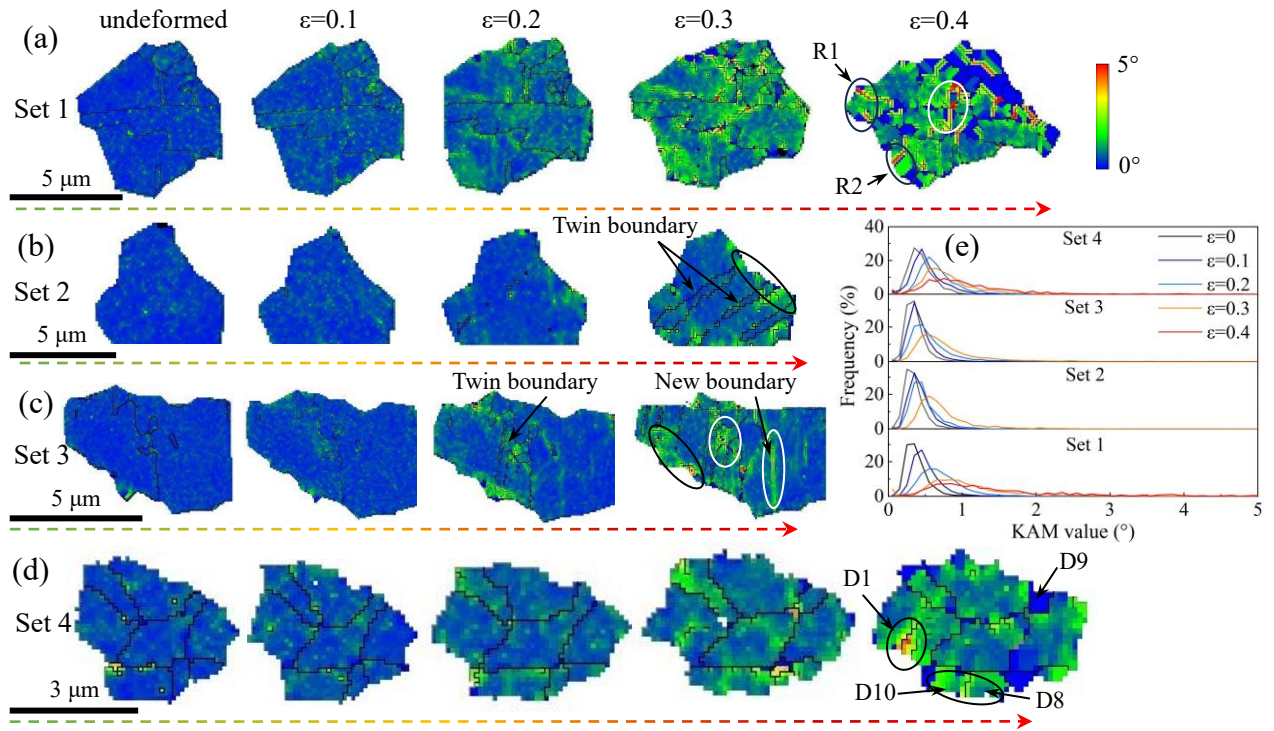 undeformed ε=0.1 ε=0.2 ε=0.3 ε=0.4
(a)
Set 1
R1
R2
5°
0°
5 μm
(b)
Set 2
Twin boundary
5 μm
(c)
Set 3
Twin boundary
New boundary
5 μm
(d)
Set 4
D1
D9
D10
D8
3 μm
(e)
Set 4
Set 3
Set 2
Set 1
ε=0
ε=0.1
ε=0.2
ε=0.3
ε=0.4
Frequency (%)
40
20
0
20
0
20
0
20
0
0 1 2 3 4 5
KAM value (°)